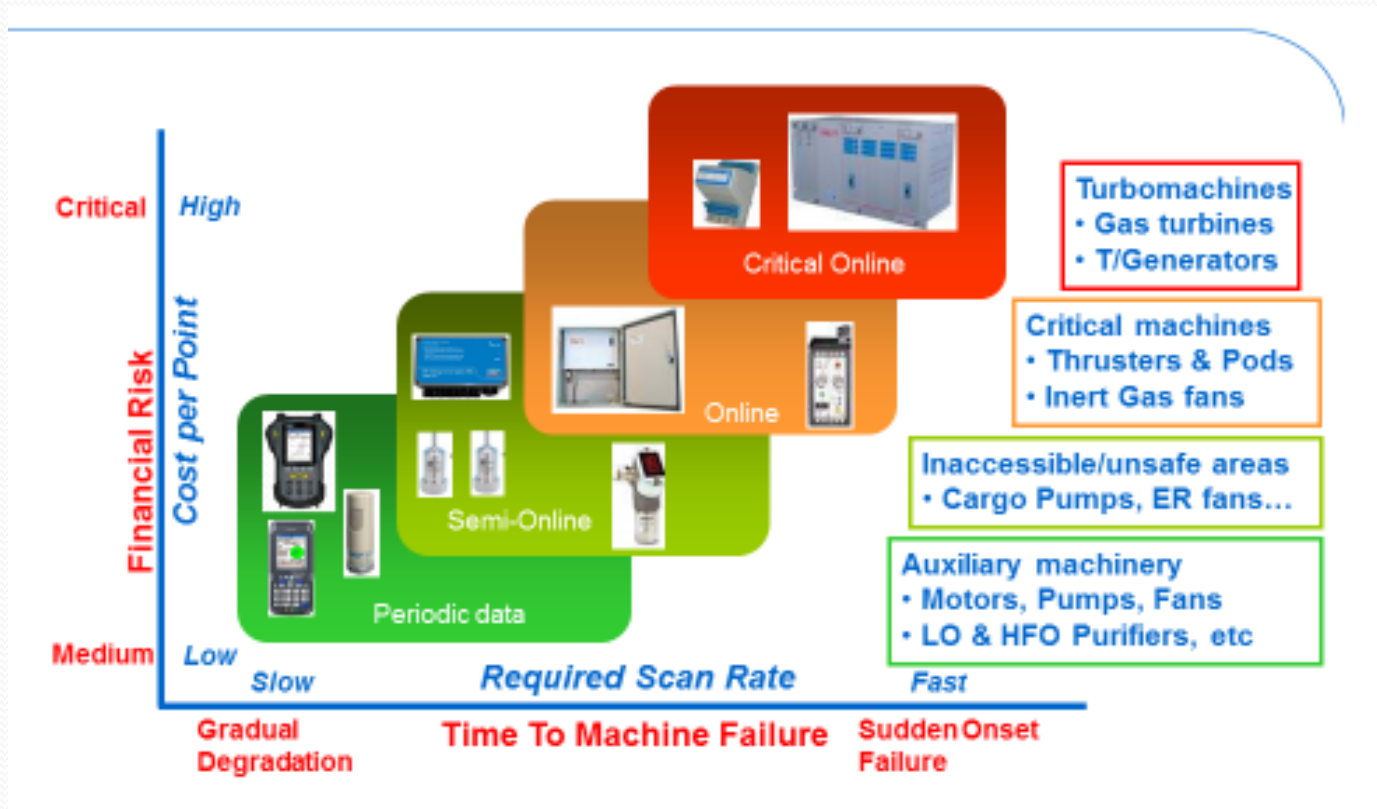 Critical
High
Financial Risk
Cost per Point
Medium
Low
Slow
Required Scan Rate
Fast
Gradual
Degradation
Time To Machine Failure
Sudden Onset
Failure
Critical Online
Online
Semi-Online
Periodic data
Turbomachines
• Gas turbines
• T/Generators
Critical machines
• Thrusters & Pods
• Inert Gas fans
Inaccessible/unsafe areas
• Cargo Pumps, ER fans...
Auxiliary machinery
• Motors, Pumps, Fans
• LO & HFO Purifiers, etc